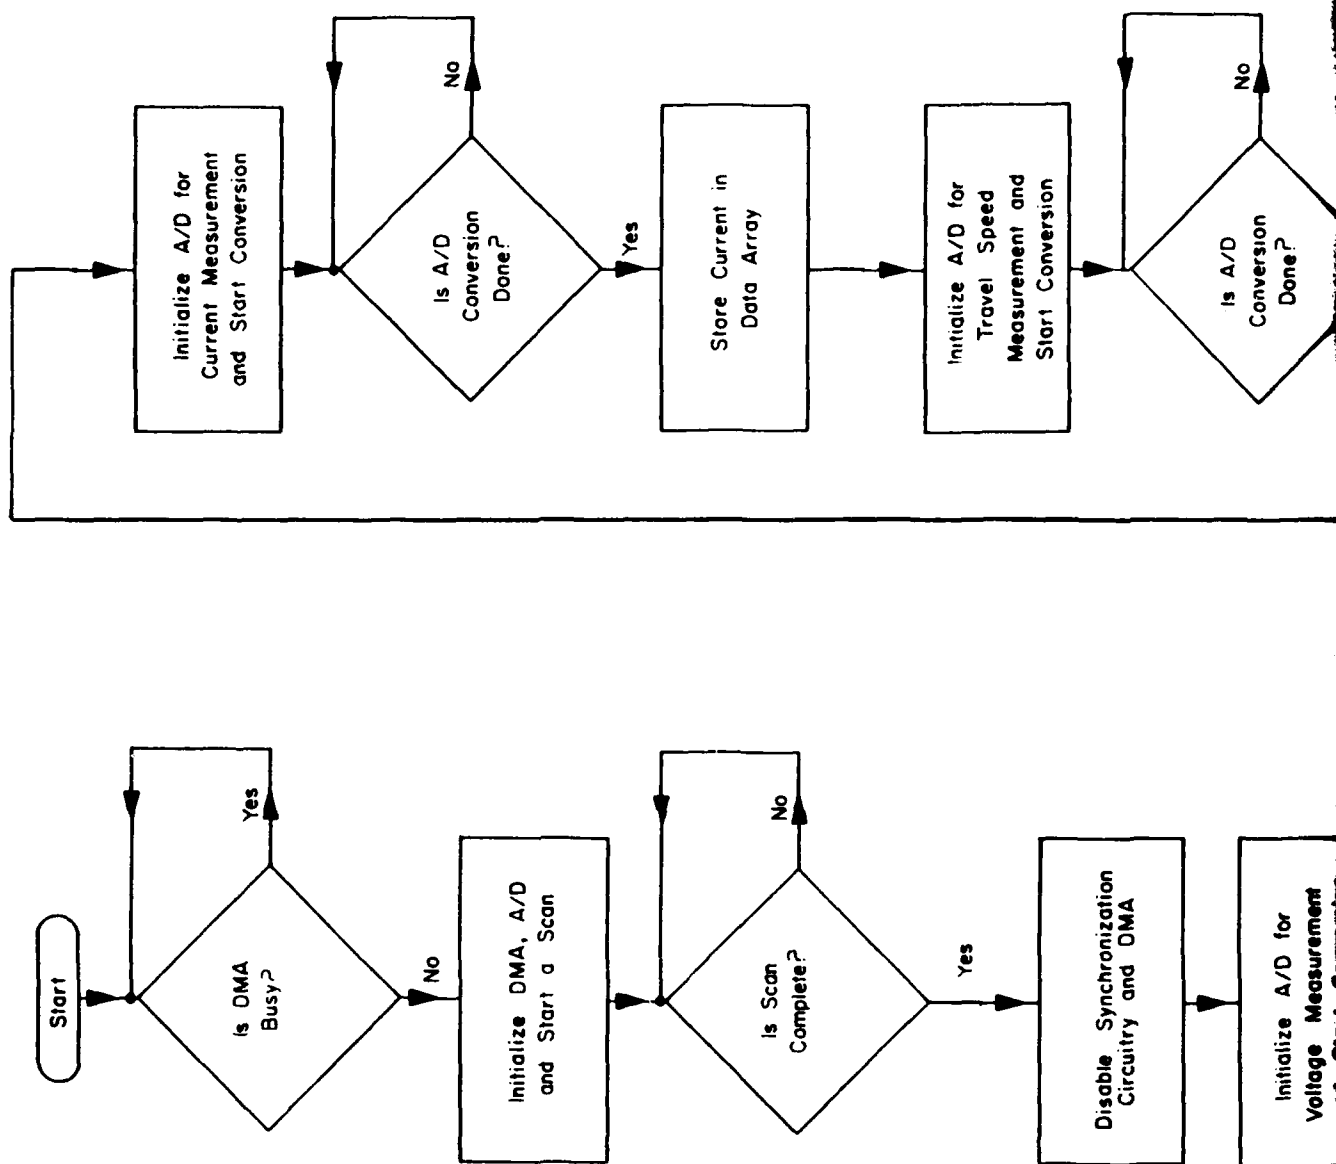 Start
Is DMA
Busy?
Yes
No
Initialize DMA, A/D
and Start a Scan
Is Scan
Complete?
No
Yes
Disable Synchronization
Circuitry and DMA
Initialize A/D for
Voltage Measurement
Initialize A/D for
Current Measurement
and Start Conversion
Is A/D
Conversion
Done?
No
Yes
Store Current in
Data Array
Initialize A/D for
Travel Speed
Measurement and
Start Conversion
Is A/D
Conversion
Done?
No